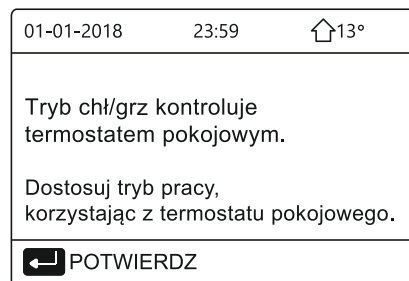 01-01-2018 23:59 13°
Tryb chł/grz kontroluje
termostatem pokojowym.
Dostosuj tryb pracy,
korzystając z termostatu pokojowego.
POTWIERDZ